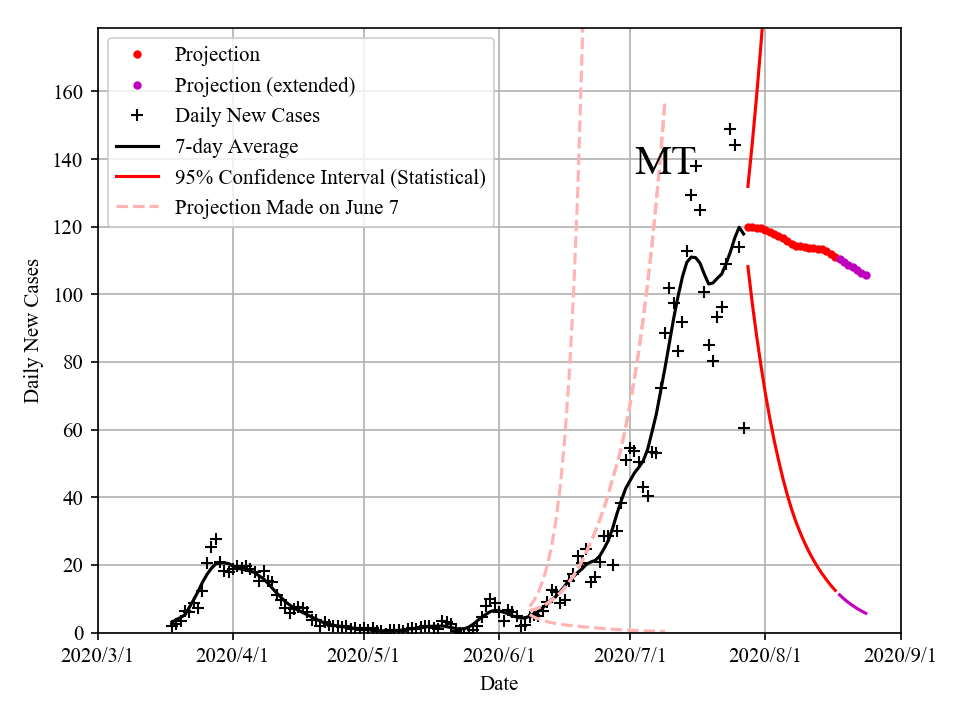 Projection
Projection (extended)
Daily New Cases
7-day Average
95% Confidence Interval (Statistical)
Projection Made on June 7
MT
160
140
120
100
80
60
40
20
0
Daily New Cases
2020/3/1 2020/4/1 2020/5/1 2020/6/1 2020/7/1 2020/8/1 2020/9/1
Date